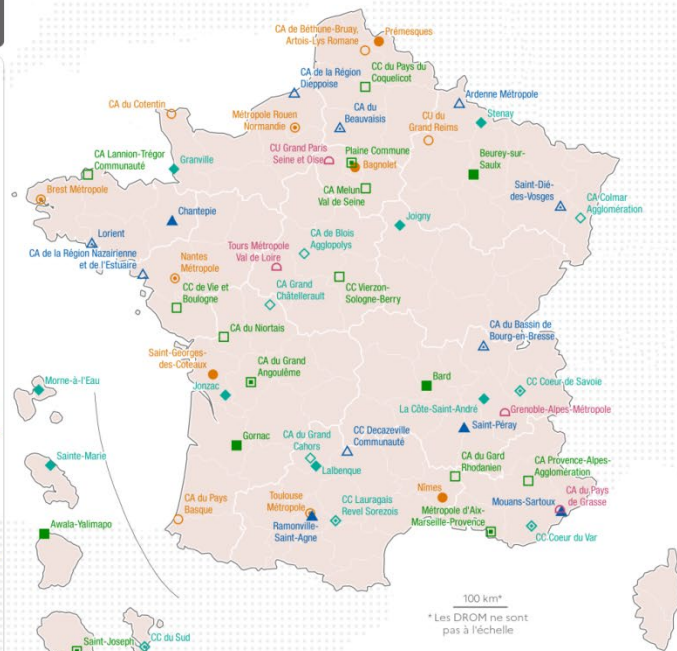 CA de Béthune-Bruay,
Artois-Lys Romane
Prémesques
CA de la Région
Dieppoise
CC du Pays du
Coquelicot
Ardenne Métropole
CA du Cotentin
Métropole Rouen
Normandie
CA du
Beauvaisis
CU du
Grand Reims
Stenay
CU Grand Paris
Seine et Oise
Plaine Commune
Bagnolet
Beurey-sur-
Saulx
CA Lannion-Trégor
Communauté
Granville
CA Melun
Val de Seine
Saint-Dié-
des-Vosges
CA Colmar
Agglomération
Brest Métropole
Chantepie
Joigny
Lorient
CA de la Région Nazairienne
et de l'Estuaire
Tours Métropole
Val de Loire
CA de Blois
Agglopolys
Nantes
Métropole
CC de Vie et
Boulogne
CA Grand
Châtellerault
CC Vierzon-
Sologne-Berry
CA du Niortais
CA du Bassin de
Bourg-en-Bresse
Saint-Georges-
des-Coteaux
CA du Grand
Angoulême
Bard
CC Coeur de Savoie
Morne-à-l'Eau
Jonzac
La Côte-Saint-André
Grenoble-Alpes-Métropole
Saint-Péray
Gornac
CA du Grand
Cahors
CC Decazeville
Communauté
Sainte-Marie
Lalbenque
CA du Gard
Rhodanien
CA Provence-Alpes-
Agglomération
CA du Pays
Basque
Toulouse
Métropole
CC Lauragais
Revel Sorezois
Nîmes
Mouans-Sartoux
CA du Pays
de Grasse
Awala-Yalimapo
Ramonville-
Saint-Agne
Métropole d'Aix-
Marseille-Provence
CC Coeur du Var
100 km*
* Les DROM ne sont
pas à l'échelle
Saint-Joseph
CC du Sud